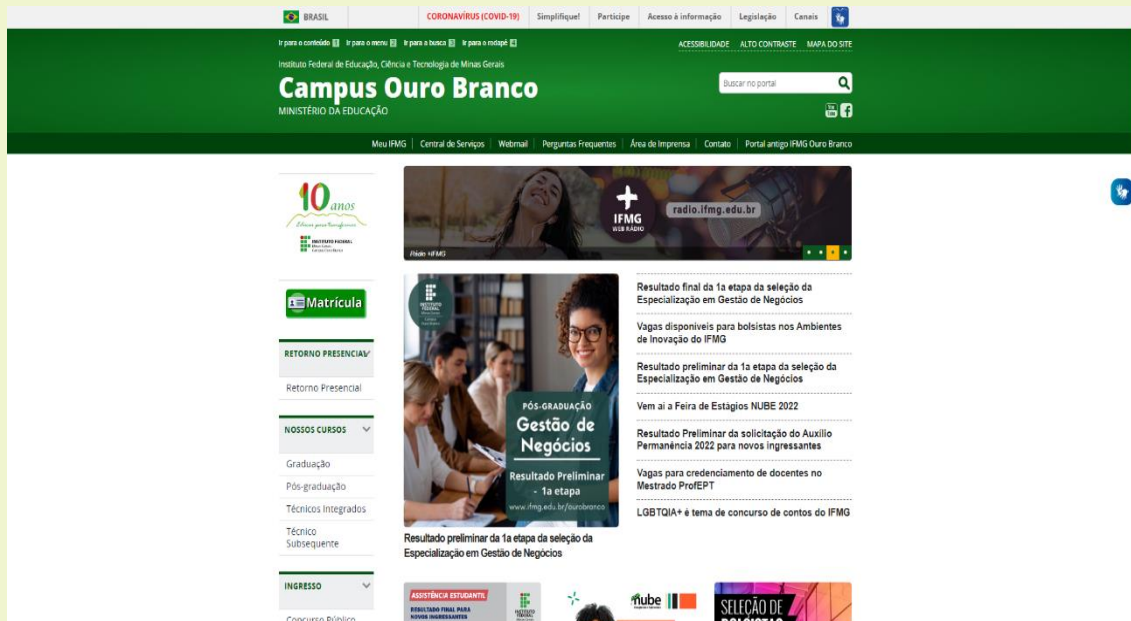 BRASIL
CORONAVÍRUS (COVID-19)
Simplifique!
Participe
Acesso à informação
Legislação
Canais
Ir para o conteúdo 1 Ir para o menu 2 Ir para a busca 3 Ir para o rodapé 4
ACESSIBILIDADE ALTO CONTRASTE MAPA DO SITE
Instituto Federal de Educação, Ciência e Tecnologia de Minas Gerais
Campus Ouro Branco
MINISTÉRIO DA EDUCAÇÃO
Buscar no portal
Meu IFMG Central de Serviços Webmail Perguntas Frequentes Área de Imprensa Contato Portal antigo IFMG Ouro Branco
10 anos
INSTITUTO FEDERAL
Matrícula
RETORNO PRESENCIAL
Retorno Presencial
NOSSOS CURSOS
Graduação
Pós-graduação
Técnicos Integrados
Técnico
Subsequente
INGRESSO
Concurso Público
IFMG
WEB RÁDIO
radio.ifmg.edu.br
Rádio +IFMG
INSTITUTO
FEDERAL
PÓS-GRADUAÇÃO
Gestão de
Negócios
Resultado Preliminar
- 1a etapa
www.ifmg.edu.br/ourobranco
Resultado preliminar da 1a etapa da seleção da
Especialização em Gestão de Negócios
Resultado final da 1a etapa da seleção da
Especialização em Gestão de Negócios
Vagas disponíveis para bolsistas nos Ambientes
de Inovação do IFMG
Resultado preliminar da 1a etapa da seleção da
Especialização em Gestão de Negócios
Vem aí a Feira de Estágios NUBE 2022
Resultado Preliminar da solicitação do Auxílio
Permanência 2022 para novos ingressantes
Vagas para credenciamento de docentes no
Mestrado ProfEPT
LGBTQIA+ é tema de concurso de contos do IFMG
ASSISTÊNCIA ESTUDANTIL
RESULTADO FINAL PARA
NOVOS INGRESSANTES
INSTITUTO
FEDERAL
nube
SELEÇÃO DE
BOLSISTAS